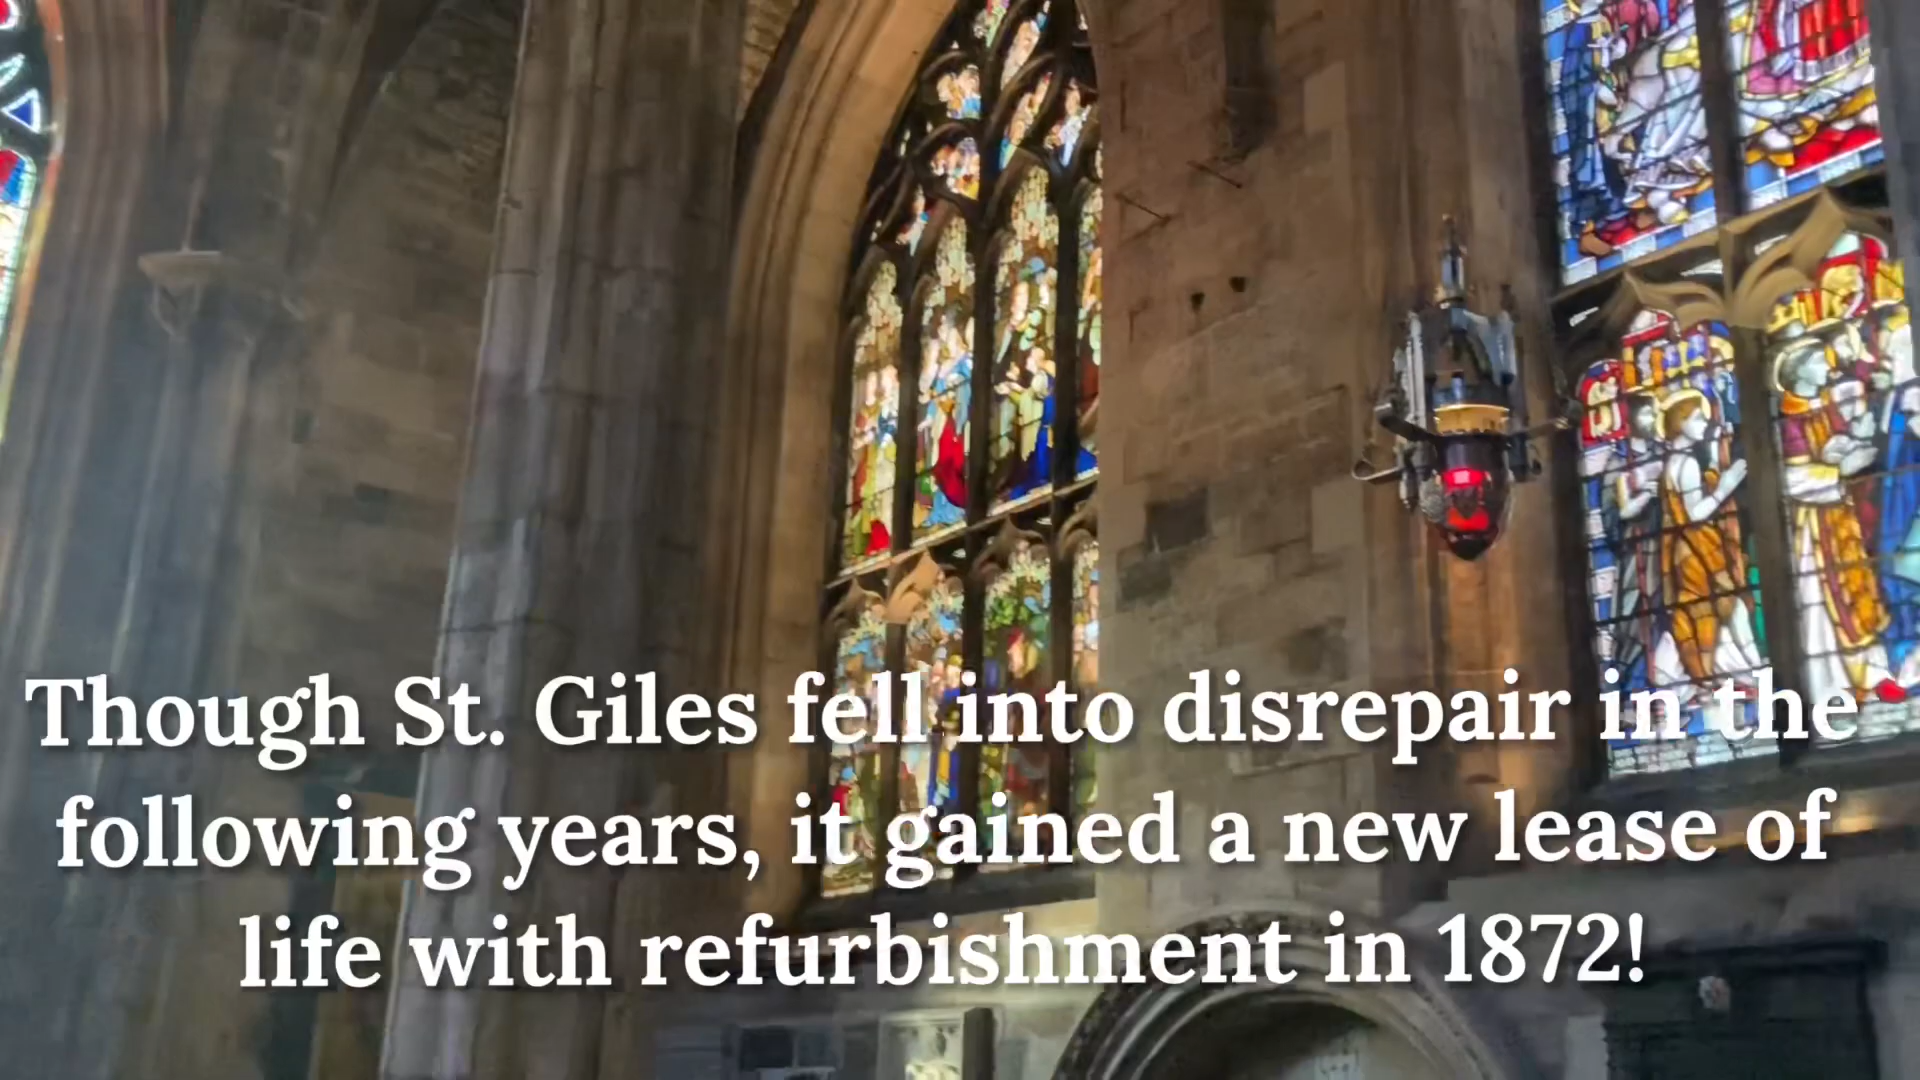 Though St. Giles fell into disrepair in the
following years, it gained a new lease of
life with refurbishment in 1872!